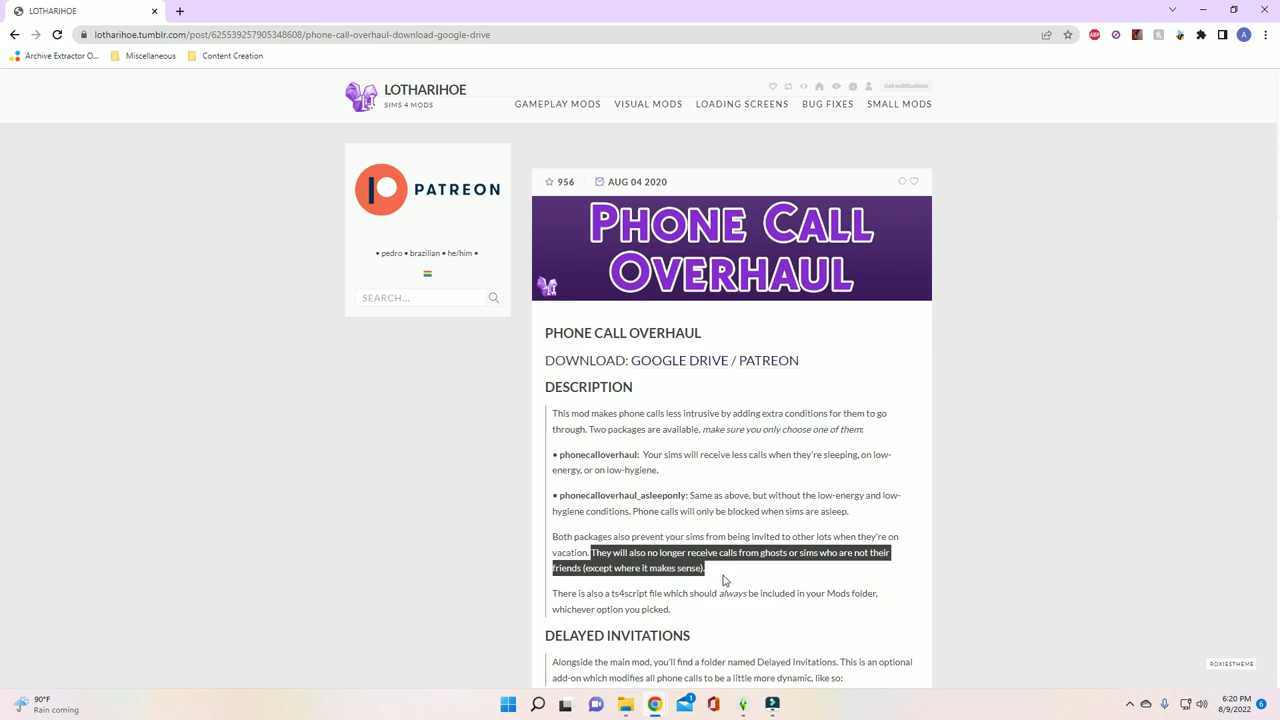 LOTHARIHOE
lotharihoe.tumblr.com/post/625539257905348608/phone-call-overhaul-download-google-drive
ABP
A
Archive Extractor O...
Miscellaneous
Content Creation
LOTHARIHOE
SIMS 4 MODS
Get notifications
GAMEPLAY MODS
VISUAL MODS
LOADING SCREENS
BUG FIXES
SMALL MODS
PATREON
• pedro • brazilian • he/him •
SEARCH...
956
AUG 04 2020
PHONE CALL
OVERHAUL
PHONE CALL OVERHAUL
DOWNLOAD: GOOGLE DRIVE / PATREON
DESCRIPTION
This mod makes phone calls less intrusive by adding extra conditions for them to go
through. Two packages are available, make sure you only choose one of them:
• phonecalloverhaul: Your sims will receive less calls when they're sleeping, on low-
energy, or on low-hygiene.
• phonecalloverhaul_asleeponly: Same as above, but without the low-energy and low-
hygiene conditions. Phone calls will only be blocked when sims are asleep.
Both packages also prevent your sims from being invited to other lots when they're on
vacation. They will also no longer receive calls from ghosts or sims who are not their
friends (except where it makes sense).
There is also a ts4script file which should always be included in your Mods folder,
whichever option you picked.
DELAYED INVITATIONS
Alongside the main mod, you'll find a folder named Delayed Invitations. This is an optional
add-on which modifies all phone calls to be a little more dynamic, like so:
ROXIESTHEME
90°F
Rain coming
1
6:20 PM
8/9/2022
6